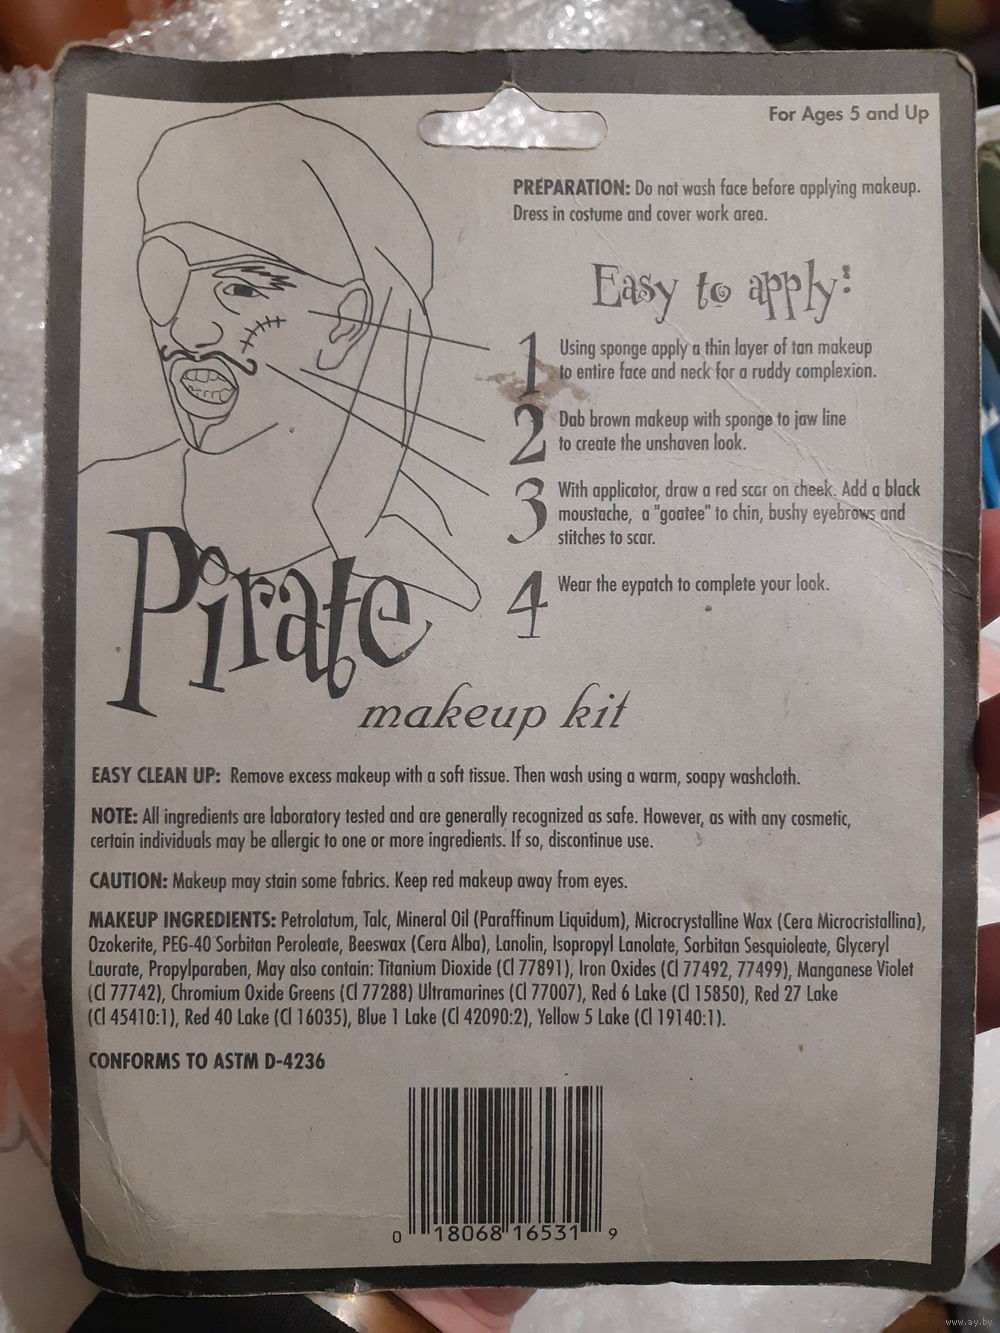 For Ages 5 and Up
PREPARATION: Do not wash face before applying makeup.
Dress in costume and cover work area.
Easy to apply:
1 Using sponge apply a thin layer of tan makeup
to entire face and neck for a ruddy complexion.
2 Dab brown makeup with sponge to jaw line
to create the unshaven look.
3 With applicator, draw a red scar on cheek. Add a black
moustache, a "goatee" to chin, bushy eyebrows and
stitches to scar.
4 Wear the eypatch to complete your look.
Pirate
makeup kit
EASY CLEAN UP: Remove excess makeup with a soft tissue. Then wash using a warm, soapy washcloth.
NOTE: All ingredients are laboratory tested and are generally recognized as safe. However, as with any cosmetic,
certain individuals may be allergic to one or more ingredients. If so, discontinue use.
CAUTION: Makeup may stain some fabrics. Keep red makeup away from eyes.
MAKEUP INGREDIENTS: Petrolatum, Talc, Mineral Oil (Paraffinum Liquidum), Microcrystalline Wax (Cera Microcristallina),
Ozokerite, PEG-40 Sorbitan Peroleate, Beeswax (Cera Alba), Lanolin, Isopropyl Lanolate, Sorbitan Sesquioleate, Glyceryl
Laurate, Propylparaben, May also contain: Titanium Dioxide (Cl 77891), Iron Oxides (Cl 77492, 77499), Manganese Violet
(Cl 77742), Chromium Oxide Greens (Cl 77288) Ultramarines (Cl 77007), Red 6 Lake (Cl 15850), Red 27 Lake
(Cl 45410:1), Red 40 Lake (Cl 16035), Blue 1 Lake (Cl 42090:2), Yellow 5 Lake (Cl 19140:1).
CONFORMS TO ASTM D-4236
0 18068 16531 9
www.ay.by